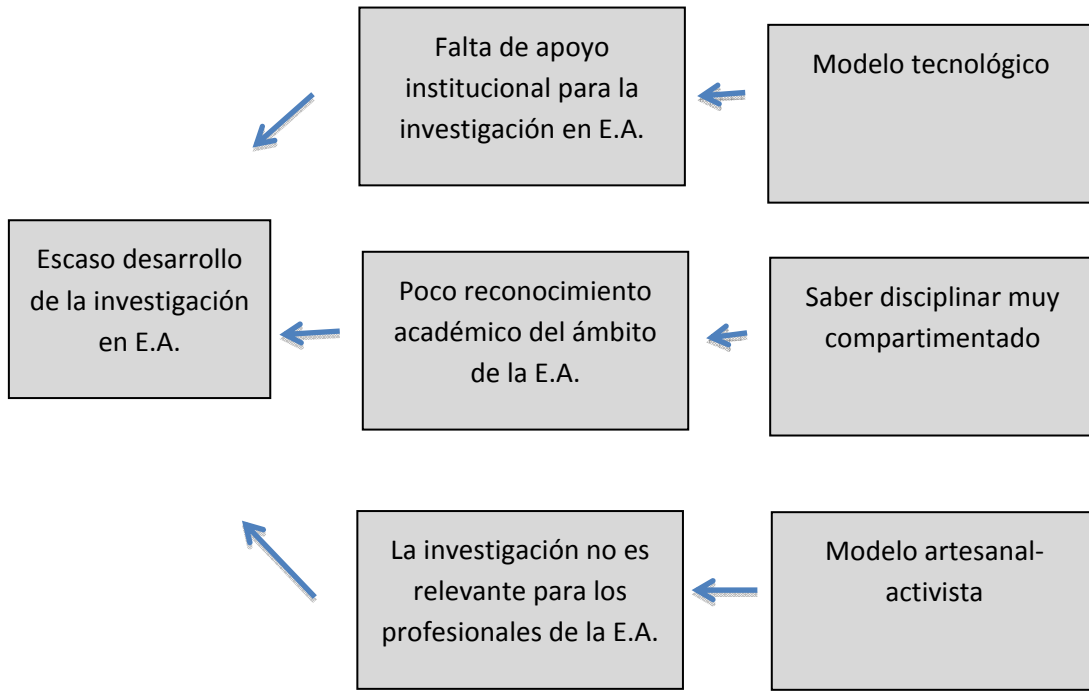 Falta de apoyo
institucional para la
investigación en E.A.
Modelo tecnológico
Escaso desarrollo
de la investigación
en E.A.
Poco reconocimiento
académico del ámbito
de la E.A.
Saber disciplinar muy
compartimentado
La investigación no es
relevante para los
profesionales de la E.A.
Modelo artesanal-
activista